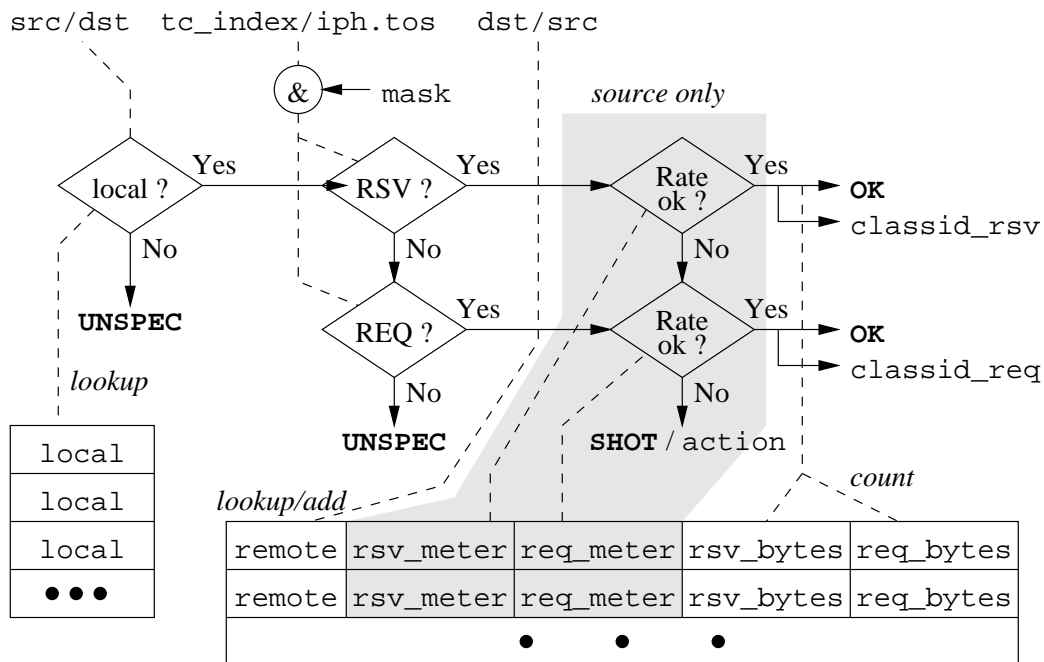 src/dst tc_index/iph.tos dst/src
& mask
source only
local ? Yes RSV ? Yes Rate ok ? Yes OK
classid_rsv
No No No
UNSPEC
REQ ? Yes Rate ok ? Yes OK
classid_req
No No
UNSPEC SHOT / action
lookup
local
local
local
lookup/add count
remote rsv_meter req_meter rsv_bytes req_bytes
remote rsv_meter req_meter rsv_bytes req_bytes